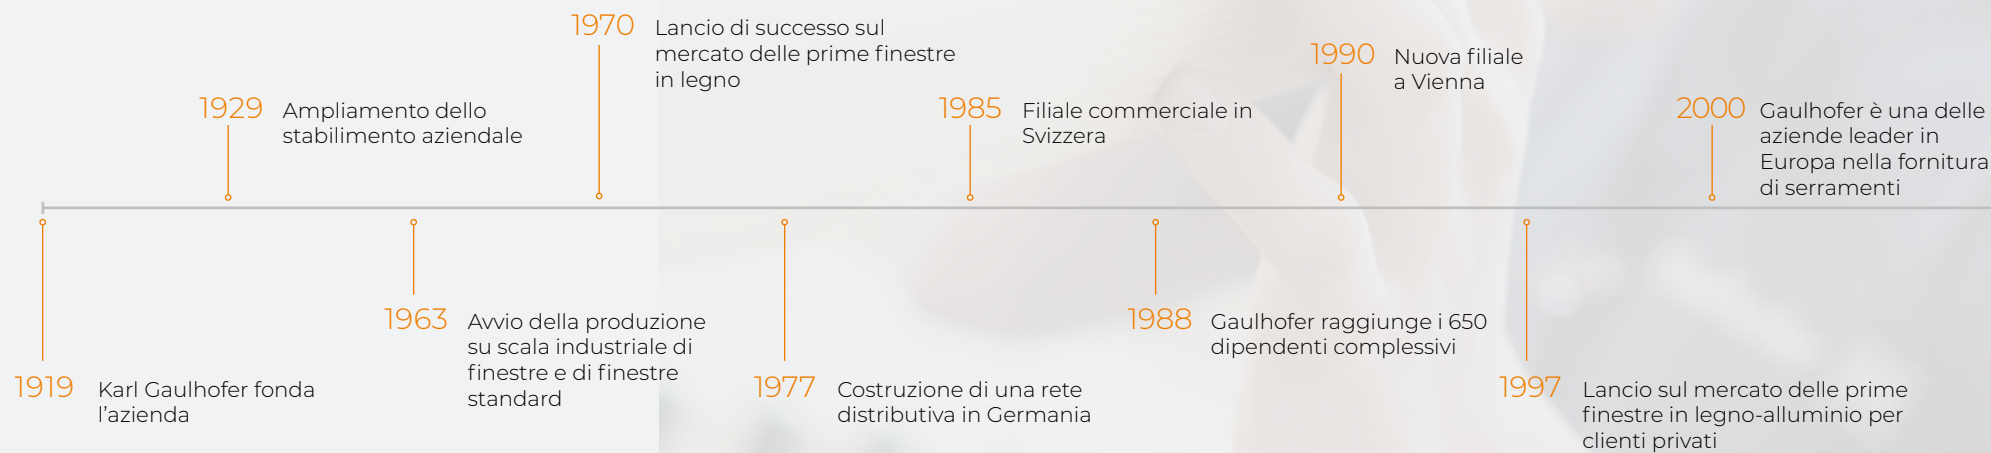 1919 Karl Gaulhofer fonda
l’azienda
1929 Ampliamento dello
stabilimento aziendale
1963 Avvio della produzione
su scala industriale di
finestre e di finestre
standard
1970 Lancio di successo sul
mercato delle prime finestre
in legno
1977 Costruzione di una rete
distributiva in Germania
1985 Filiale commerciale in
Svizzera
1988 Gaulhofer raggiunge i 650
dipendenti complessivi
1990 Nuova filiale
a Vienna
1997 Lancio sul mercato delle prime
finestre in legno-alluminio per
clienti privati
2000 Gaulhofer è una delle
aziende leader in
Europa nella fornitura
di serramenti